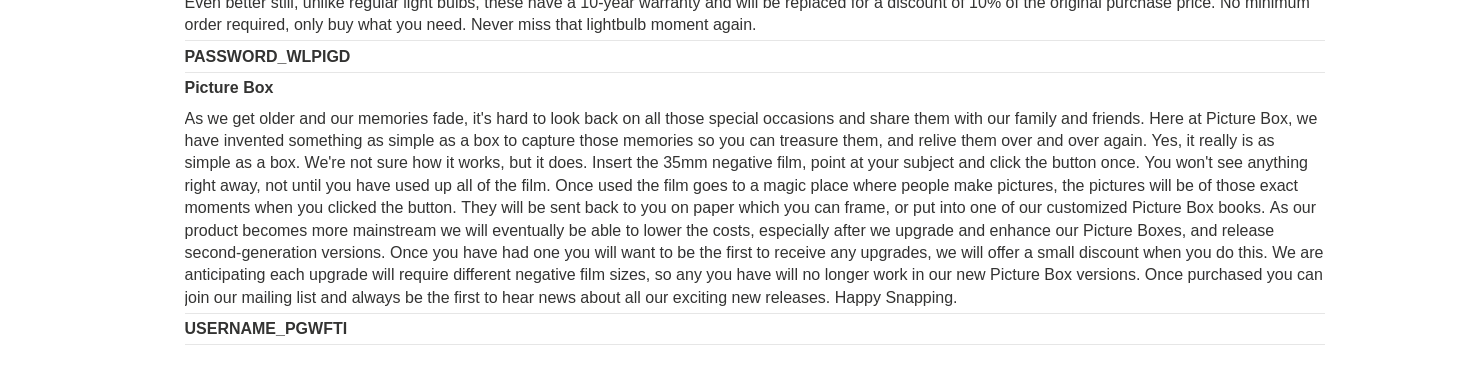 Even better still, unlike regular light bulbs, these have a 10-year warranty and will be replaced for a discount of 10% of the original purchase price. No minimum
order required, only buy what you need. Never miss that lightbulb moment again.
PASSWORD_WLPIGD
Picture Box
As we get older and our memories fade, it's hard to look back on all those special occasions and share them with our family and friends. Here at Picture Box, we
have invented something as simple as a box to capture those memories so you can treasure them, and relive them over and over again. Yes, it really is as
simple as a box. We're not sure how it works, but it does. Insert the 35mm negative film, point at your subject and click the button once. You won't see anything
right away, not until you have used up all of the film. Once used the film goes to a magic place where people make pictures, the pictures will be of those exact
moments when you clicked the button. They will be sent back to you on paper which you can frame, or put into one of our customized Picture Box books. As our
product becomes more mainstream we will eventually be able to lower the costs, especially after we upgrade and enhance our Picture Boxes, and release
second-generation versions. Once you have had one you will want to be the first to receive any upgrades, we will offer a small discount when you do this. We are
anticipating each upgrade will require different negative film sizes, so any you have will no longer work in our new Picture Box versions. Once purchased you can
join our mailing list and always be the first to hear news about all our exciting new releases. Happy Snapping.
USERNAME_PGWFTI